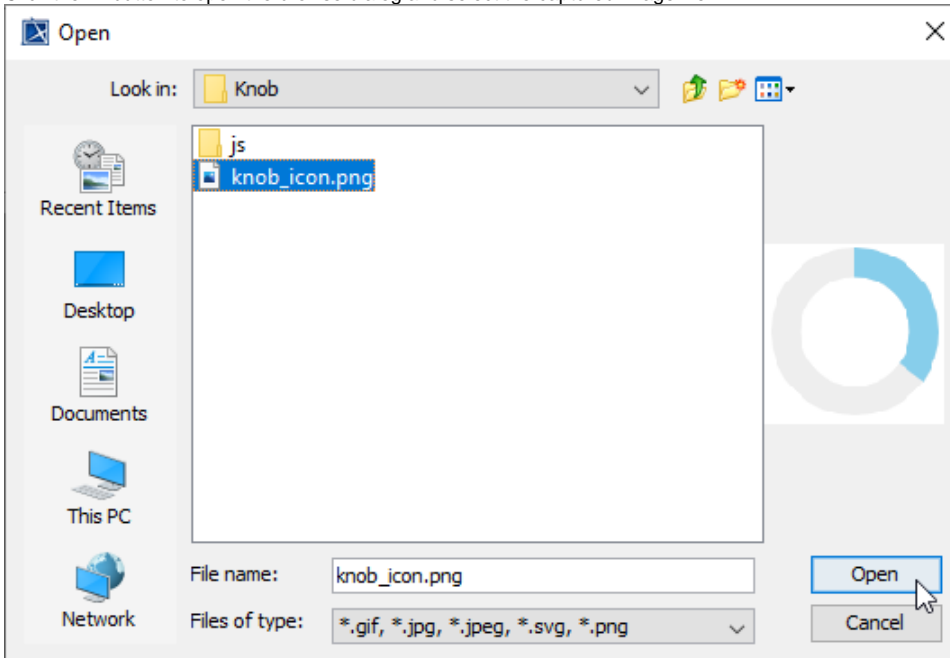 Open
Look in:
Knob
js
knob_icon.png
Recent Items
Desktop
Documents
This PC
Network
File name:
knob_icon.png
Open
Files of type:
*.gif, *.jpg, *.jpeg, *.svg, *.png
Cancel